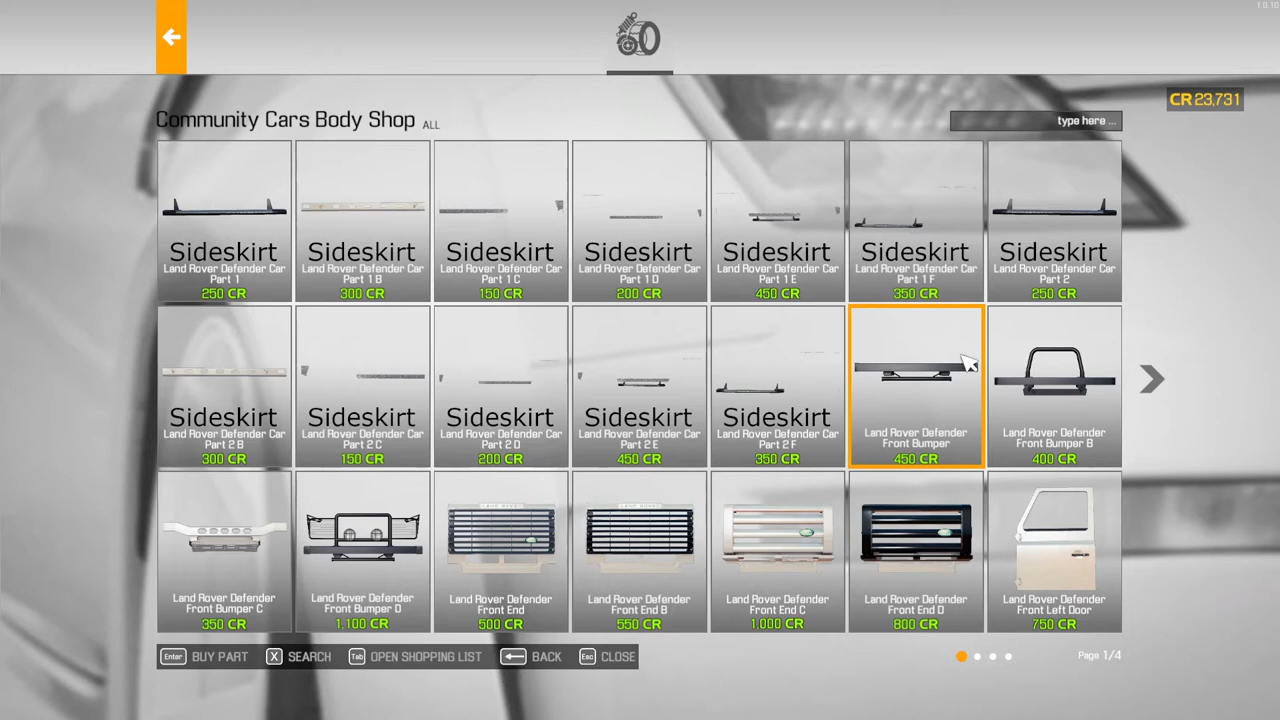 1.0.10
CR 23,731
Community Cars Body Shop ALL
type here ...
Sideskirt
Land Rover Defender Car
Part 1
250 CR
Sideskirt
Land Rover Defender Car
Part 1 B
300 CR
Sideskirt
Land Rover Defender Car
Part 1 C
150 CR
Sideskirt
Land Rover Defender Car
Part 1 D
200 CR
Sideskirt
Land Rover Defender Car
Part 1 E
450 CR
Sideskirt
Land Rover Defender Car
Part 1 F
350 CR
Sideskirt
Land Rover Defender Car
Part 2
250 CR
Sideskirt
Land Rover Defender Car
Part 2 B
300 CR
Sideskirt
Land Rover Defender Car
Part 2 C
150 CR
Sideskirt
Land Rover Defender Car
Part 2 D
200 CR
Sideskirt
Land Rover Defender Car
Part 2 E
450 CR
Sideskirt
Land Rover Defender Car
Part 2 F
350 CR
Land Rover Defender
Front Bumper
450 CR
Land Rover Defender
Front Bumper B
400 CR
Land Rover Defender
Front Bumper C
350 CR
Land Rover Defender
Front Bumper D
1,100 CR
Land Rover Defender
Front End
500 CR
Land Rover Defender
Front End B
550 CR
Land Rover Defender
Front End C
1,000 CR
Land Rover Defender
Front End D
800 CR
Land Rover Defender
Front Left Door
750 CR
Enter BUY PART X SEARCH Tab OPEN SHOPPING LIST BACK Esc CLOSE
Page 1/4